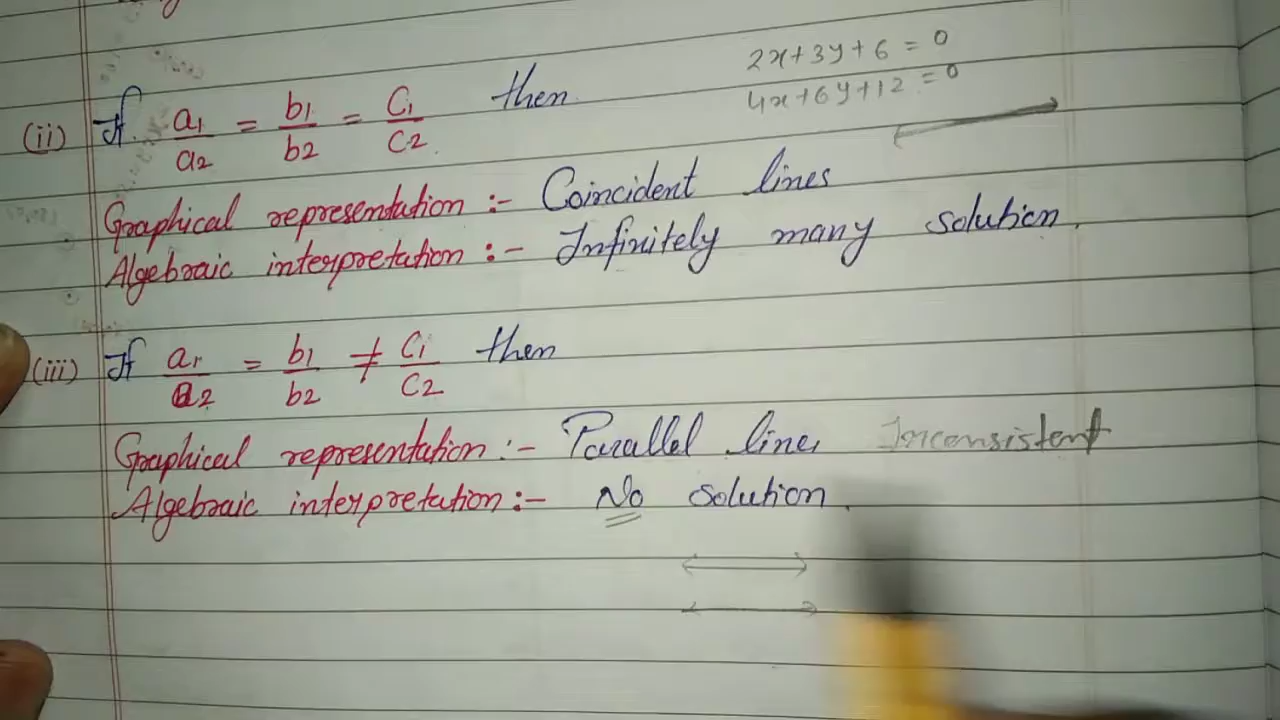 2x+3y+6 = 0
4x+6y+12 = 0
(ii) If a1/a2 = b1/b2 = C1/C2 then
Graphical representation :- Coincident lines
Algebraic interpretation :- Infinitely many solution.
(iii) If a1/a2 = b1/b2 ≠ C1/C2 then
Graphical representation :- Parallel lines Inconsistent
Algebraic interpretation :- No solution.